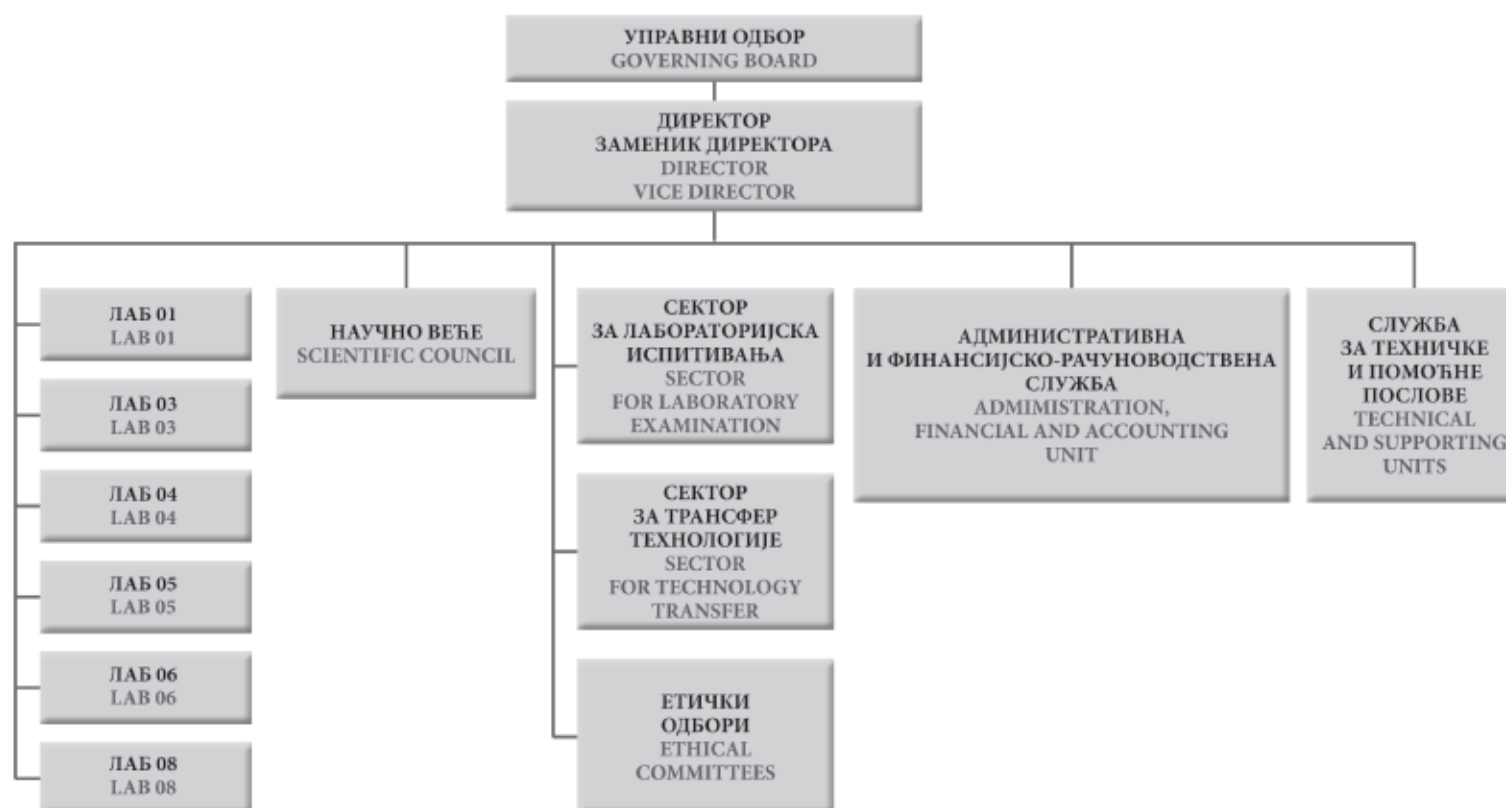 УПРАВНИ ОДБОР
GOVERNING BOARD
ДИРЕКТОР
ЗАМЕНИК ДИРЕКТОРА
DIRECTOR
VICE DIRECTOR
ЛАБ 01
LAB 01
ЛАБ 03
LAB 03
ЛАБ 04
LAB 04
ЛАБ 05
LAB 05
ЛАБ 06
LAB 06
ЛАБ 08
LAB 08
НАУЧНО ВЕЋЕ
SCIENTIFIC COUNCIL
СЕКТОР
ЗА ЛАБОРАТОРИЈСКА
ИСПИТИВАЊА
SECTOR
FOR LABORATORY
EXAMINATION
СЕКТОР
ЗА ТРАНСФЕР
ТЕХНОЛОГИЈЕ
SECTOR
FOR TECHNOLOGY
TRANSFER
ЕТИЧКИ
ОДБОРИ
ETHICAL
COMMITTEES
АДМИНИСТРАТИВНА
И ФИНАНСИЈСКО-РАЧУНОВОДСТВЕНА
СЛУЖБА
ADMIMISTRATION,
FINANCIAL AND ACCOUNTING
UNIT
СЛУЖБА
ЗА ТЕХНИЧКЕ
И ПОМОЋНЕ
ПОСЛОВЕ
TECHNICAL
AND SUPPORTING
UNITS